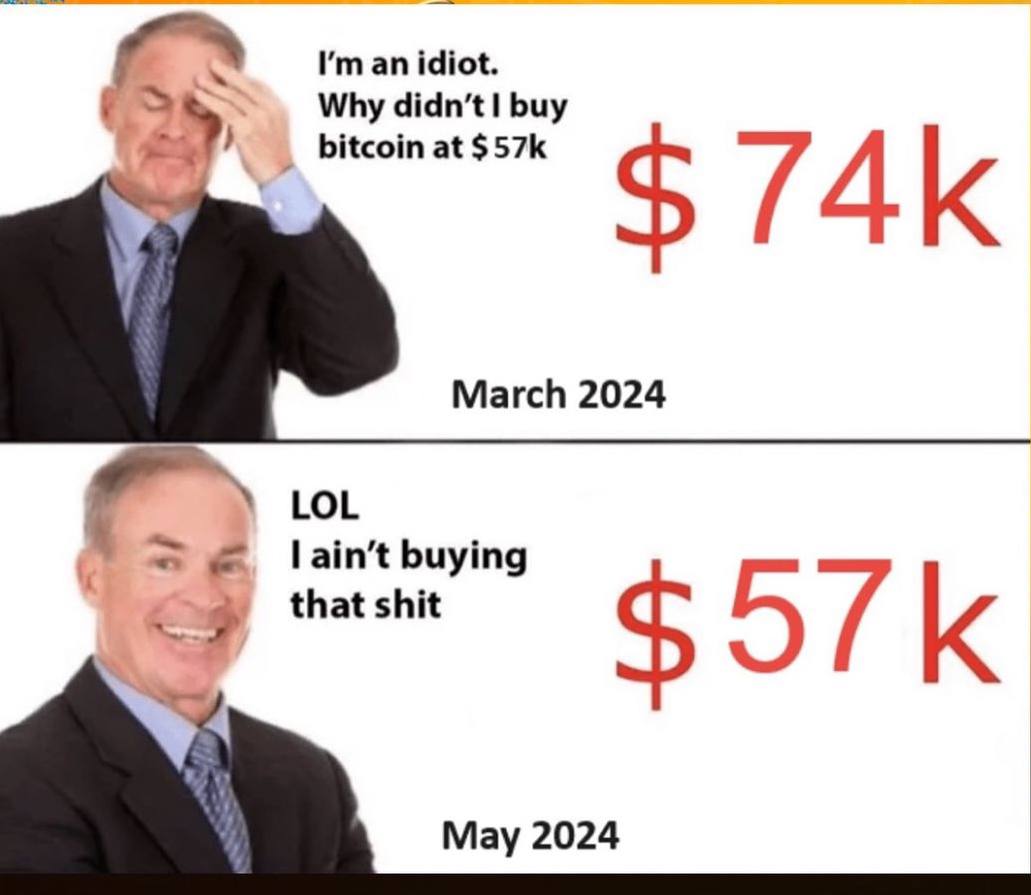 I'm an idiot.
Why didn't I buy
bitcoin at $57k
$74k
March 2024
LOL
I ain't buying
that shit
$57k
May 2024